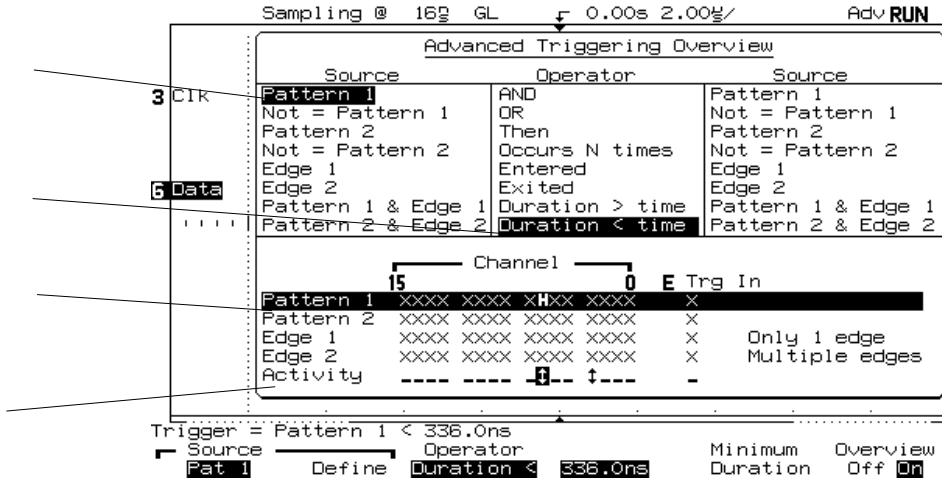 Sampling @ 16ns GL 0.00s 2.00us/ Adv RUN
Advanced Triggering Overview
Source Operator Source
3 Clk
Pattern 1 AND Pattern 1
Not = Pattern 1 OR Not = Pattern 1
Pattern 2 Then Pattern 2
Not = Pattern 2 Occurs N times Not = Pattern 2
Edge 1 Entered Edge 1
6 Data
Edge 2 Exited Edge 2
Pattern 1 & Edge 1 Duration > time Pattern 1 & Edge 1
Pattern 2 & Edge 2 Duration < time Pattern 2 & Edge 2
Channel
15 0 E Trg In
Pattern 1 XXXX XXXX XHXX XXXX X
Pattern 2 XXXX XXXX XXXX XXXX X
Edge 1 XXXX XXXX XXXX XXXX X Only 1 edge
Edge 2 XXXX XXXX XXXX XXXX X Multiple edges
Activity ---- ---- -↕-- ↕--- -
Trigger = Pattern 1 < 336.0ns
Source Operator Minimum Overview
Pat 1 Define Duration < 336.0ns Duration Off On